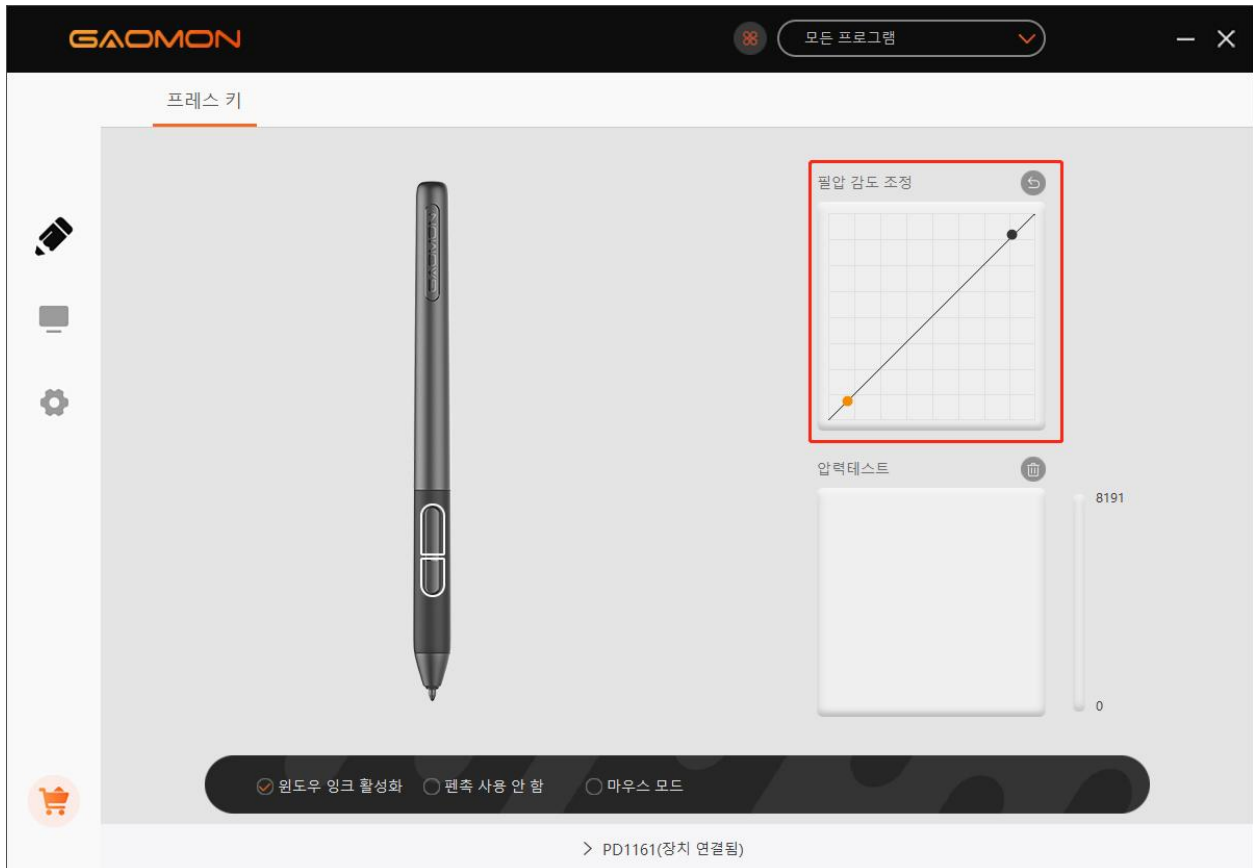 GAOMON
모든 프로그램
프레스 키
필압 감도 조정
GAOMON
압력테스트
8191
0
윈도우 잉크 활성화 펜촉 사용 안 함 마우스 모드
> PD1161(장치 연결됨)